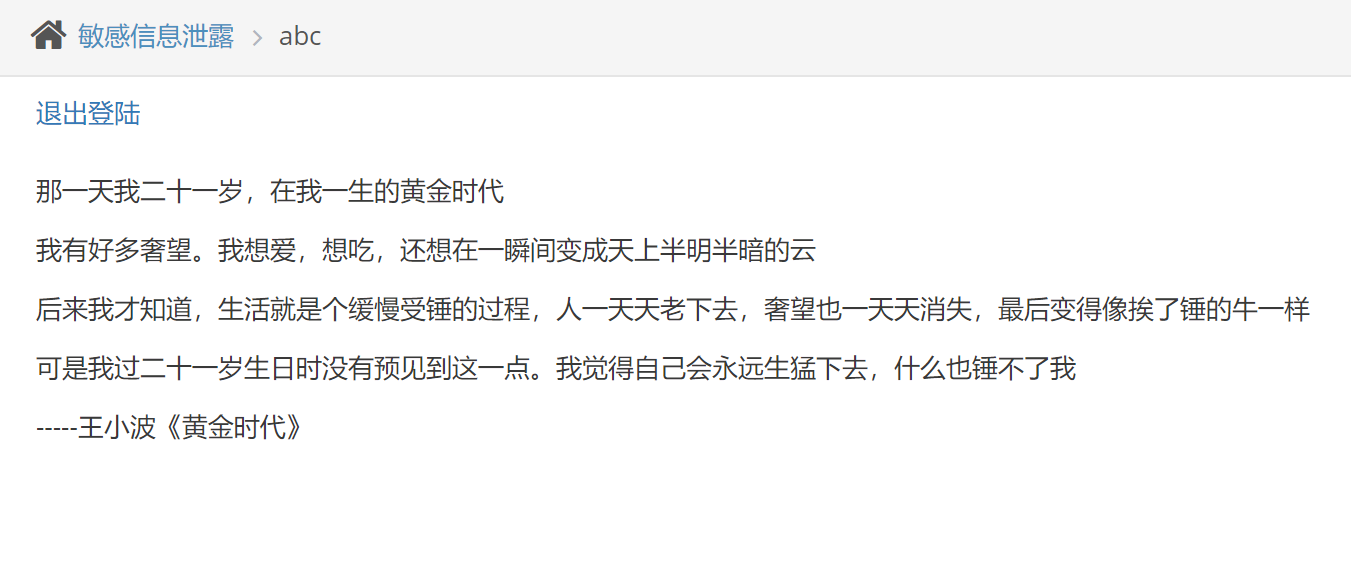 敏感信息泄露 > abc
退出登陆
那一天我二十一岁，在我一生的黄金时代
我有好多奢望。我想爱，想吃，还想在一瞬间变成天上半明半暗的云
后来我才知道，生活就是个缓慢受锤的过程，人一天天老下去，奢望也一天天消失，最后变得像挨了锤的牛一样
可是我过二十一岁生日时没有预见到这一点。我觉得自己会永远生猛下去，什么也锤不了我
-----王小波《黄金时代》